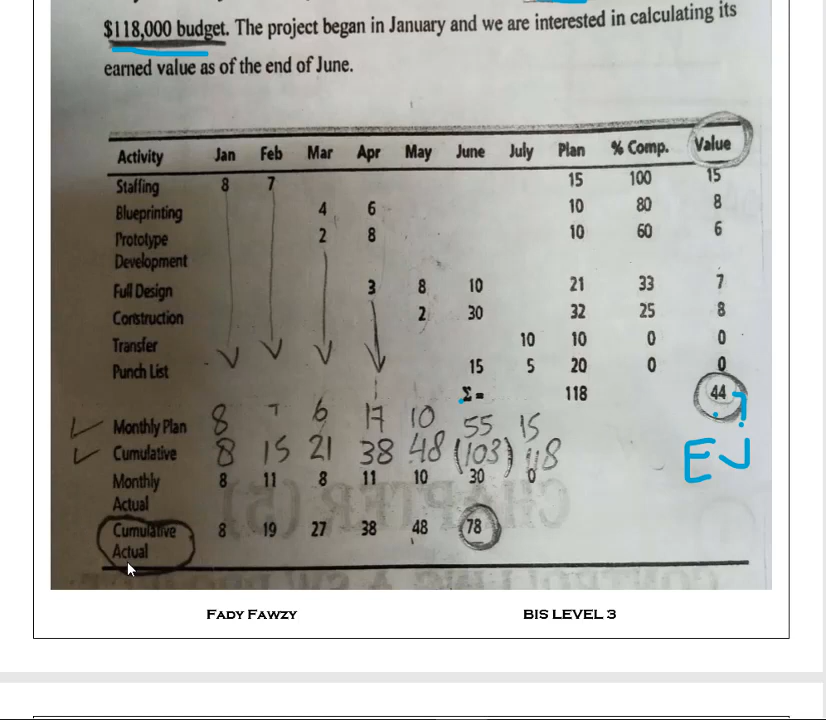 $118,000 budget. The project began in January and we are interested in calculating its
earned value as of the end of June.
Activity Jan Feb Mar Apr May June July Plan % Comp. Value
Staffing 8 7 15 100 15
Blueprinting 4 6 10 80 8
Prototype 2 8 10 60 6
Development
Full Design 3 8 10 21 33 7
Construction 2 30 32 25 8
Transfer 10 10 0 0
Punch List 15 5 20 0 0
Σ = 118 44 ?
EV
Monthly Plan 8 7 6 17 10 55 15
Cumulative 8 15 21 38 48 (103) 118
Monthly 8 11 8 11 10 30 0
Actual
Cumulative 8 19 27 38 48 78
Actual
FADY FAWZY BIS LEVEL 3